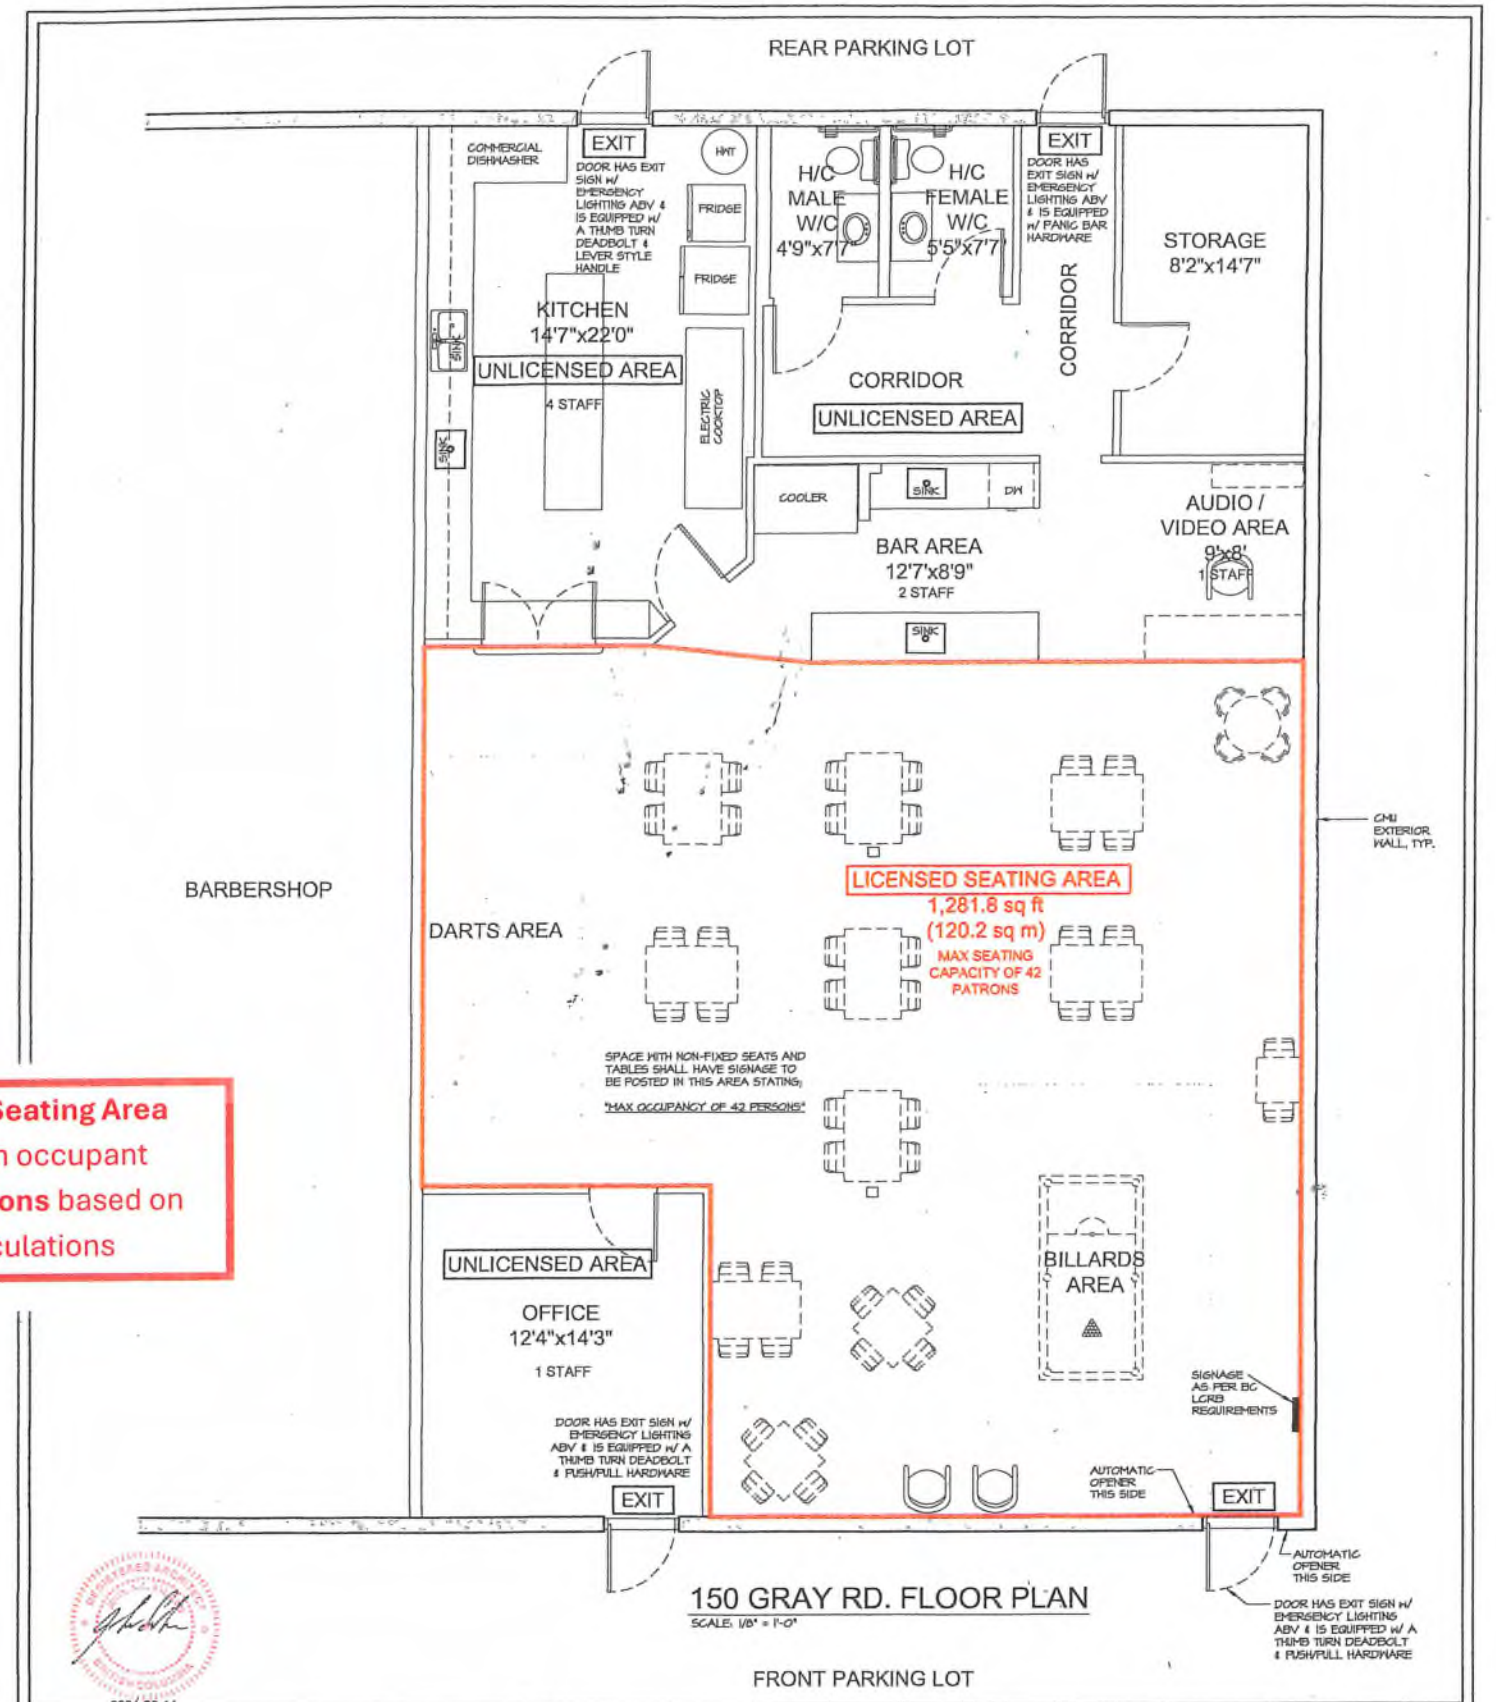 REAR PARKING LOT
COMMERCIAL
DISHWASHER
EXIT
DOOR HAS EXIT
SIGN W/
EMERGENCY
LIGHTING ABV &
IS EQUIPPED W/
A THUMB TURN
DEADBOLT &
LEVER STYLE
HANDLE
HWT
FRIDGE
FRIDGE
KITCHEN
14'7"x22'0"
UNLICENSED AREA
4 STAFF
SINK
SINK
ELECTRIC
COOKTOP
H/C
MALE
W/C
4'9"x7'7"
H/C
FEMALE
W/C
5'5"x7'7"
EXIT
DOOR HAS
EXIT SIGN W/
EMERGENCY
LIGHTING ABV
& IS EQUIPPED
W/ PANIC BAR
HARDWARE
CORRIDOR
STORAGE
8'2"x14'7"
CORRIDOR
UNLICENSED AREA
COOLER
SINK
DW
BAR AREA
12'7'x8'9"
2 STAFF
SINK
AUDIO /
VIDEO AREA
9'x8'
1 STAFF
CMU
EXTERIOR
WALL, TYP.
BARBERSHOP
DARTS AREA
LICENSED SEATING AREA
1,281.8 sq ft
(120.2 sq m)
MAX SEATING
CAPACITY OF 42
PATRONS
SPACE WITH NON-FIXED SEATS AND
TABLES SHALL HAVE SIGNAGE TO
BE POSTED IN THIS AREA STATING;
"MAX OCCUPANCY OF 42 PERSONS"
Seating Area
occupant
based on
UNLICENSED AREA
OFFICE
12'4"x14'3"
1 STAFF
DOOR HAS EXIT SIGN W/
EMERGENCY LIGHTING
ABV & IS EQUIPPED W/ A
THUMB TURN DEADBOLT
& PUSH/PULL HARDWARE
EXIT
BILLARDS
AREA
SIGNAGE
AS PER BC
LCRB
REQUIREMENTS
AUTOMATIC
OPENER
THIS SIDE
EXIT
AUTOMATIC
OPENER
THIS SIDE
DOOR HAS EXIT SIGN W/
EMERGENCY LIGHTING
ABV & IS EQUIPPED W/ A
THUMB TURN DEADBOLT
& PUSH/PULL HARDWARE
REGISTERED ARCHITECT
BRITISH COLUMBIA
150 GRAY RD. FLOOR PLAN
SCALE: 1/8" = 1'-0"
FRONT PARKING LOT